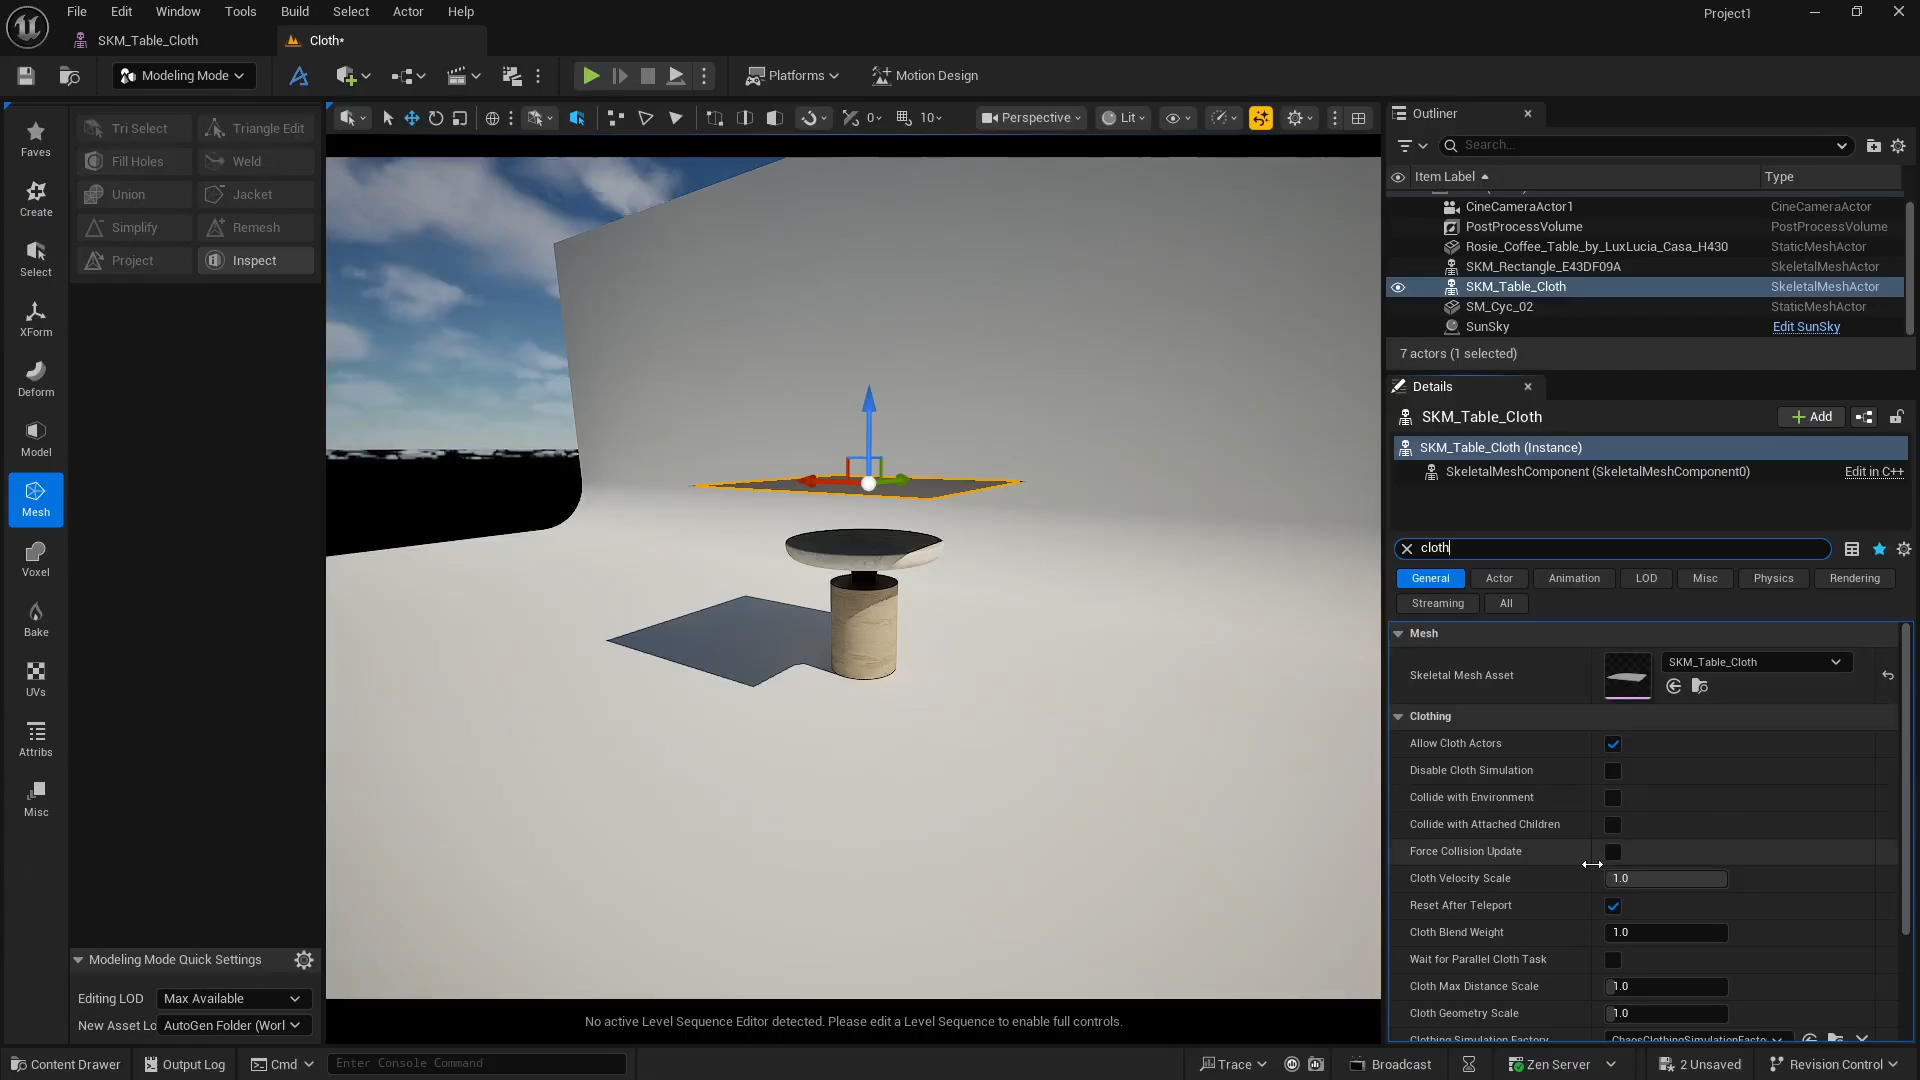 File Edit Window Tools Build Select Actor Help
Project1
SKM_Table_Cloth
Cloth*
Modeling Mode
Platforms
Motion Design
Faves
Create
Select
XForm
Deform
Model
Mesh
Voxel
Bake
UVs
Attribs
Misc
Tri Select
Triangle Edit
Fill Holes
Weld
Union
Jacket
Simplify
Remesh
Project
Inspect
Modeling Mode Quick Settings
Editing LOD
Max Available
New Asset Lo
AutoGen Folder (Worl
0
10
Perspective
Lit
No active Level Sequence Editor detected. Please edit a Level Sequence to enable full controls.
Outliner
Search...
Item Label
Type
CineCameraActor1
CineCameraActor
PostProcessVolume
PostProcessVolume
Rosie_Coffee_Table_by_LuxLucia_Casa_H430
StaticMeshActor
SKM_Rectangle_E43DF09A
SkeletalMeshActor
SKM_Table_Cloth
SkeletalMeshActor
SM_Cyc_02
StaticMeshActor
SunSky
Edit SunSky
7 actors (1 selected)
Details
SKM_Table_Cloth
Add
SKM_Table_Cloth (Instance)
SkeletalMeshComponent (SkeletalMeshComponent0)
Edit in C++
cloth
General
Actor
Animation
LOD
Misc
Physics
Rendering
Streaming
All
Mesh
Skeletal Mesh Asset
SKM_Table_Cloth
Clothing
Allow Cloth Actors
Disable Cloth Simulation
Collide with Environment
Collide with Attached Children
Force Collision Update
Cloth Velocity Scale
1.0
Reset After Teleport
Cloth Blend Weight
1.0
Wait for Parallel Cloth Task
Cloth Max Distance Scale
1.0
Cloth Geometry Scale
1.0
Clothing Simulation Factory
ChaosClothingSimulationFacto
Content Drawer
Output Log
Cmd
Enter Console Command
Trace
Broadcast
Zen Server
2 Unsaved
Revision Control